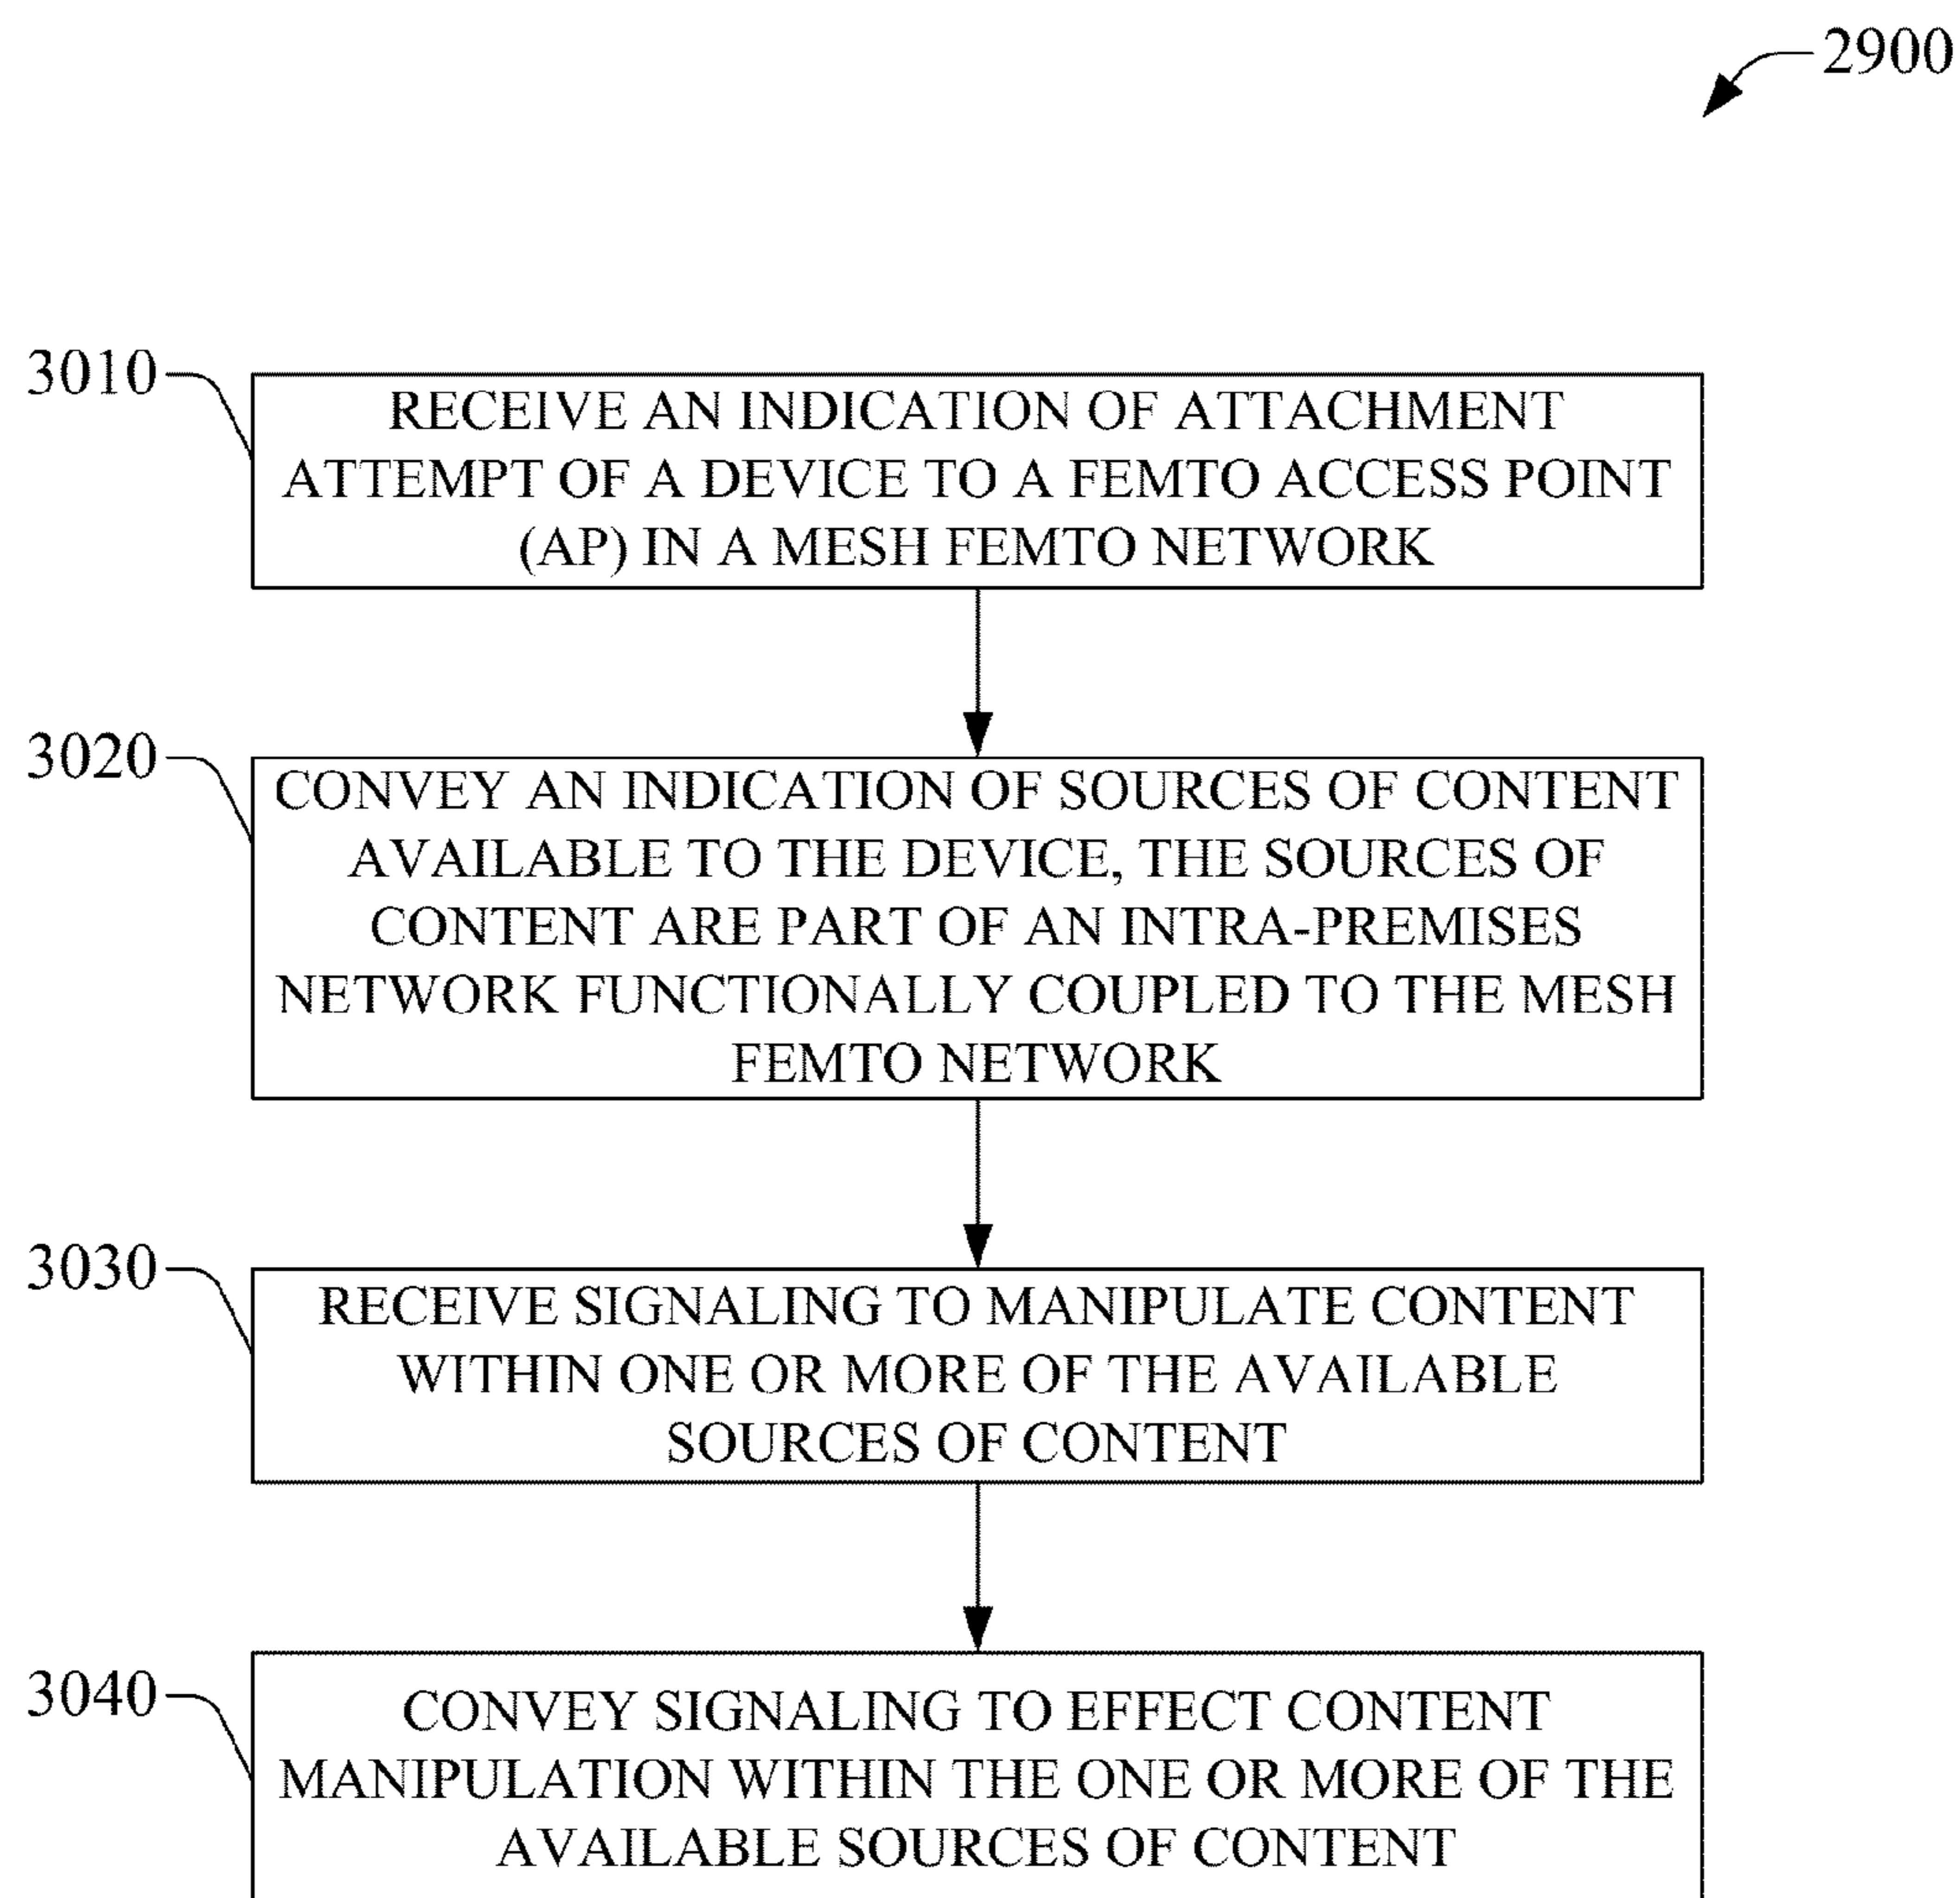 2900
3010
RECEIVE AN INDICATION OF ATTACHMENT
ATTEMPT OF A DEVICE TO A FEMTO ACCESS POINT
(AP) IN A MESH FEMTO NETWORK
3020
CONVEY AN INDICATION OF SOURCES OF CONTENT
AVAILABLE TO THE DEVICE, THE SOURCES OF
CONTENT ARE PART OF AN INTRA-PREMISES
NETWORK FUNCTIONALLY COUPLED TO THE MESH
FEMTO NETWORK
3030
RECEIVE SIGNALING TO MANIPULATE CONTENT
WITHIN ONE OR MORE OF THE AVAILABLE
SOURCES OF CONTENT
3040
CONVEY SIGNALING TO EFFECT CONTENT
MANIPULATION WITHIN THE ONE OR MORE OF THE
AVAILABLE SOURCES OF CONTENT